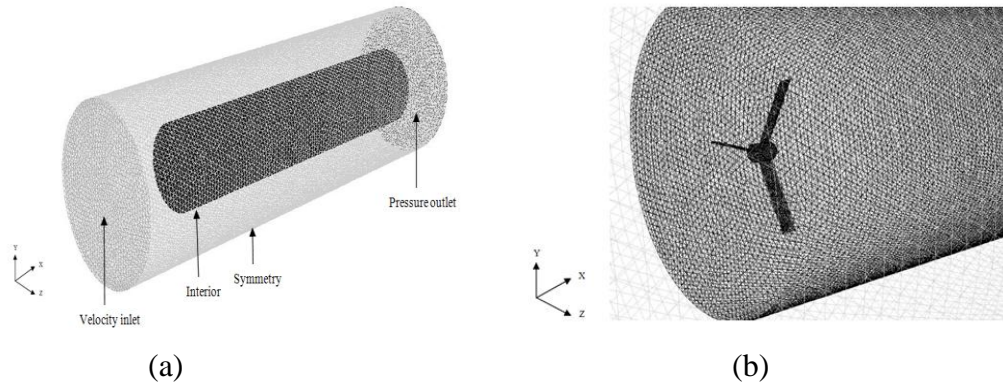 Pressure outlet
Symmetry
Interior
Velocity inlet
Y
X
Z
Y
X
Z
(a)
(b)